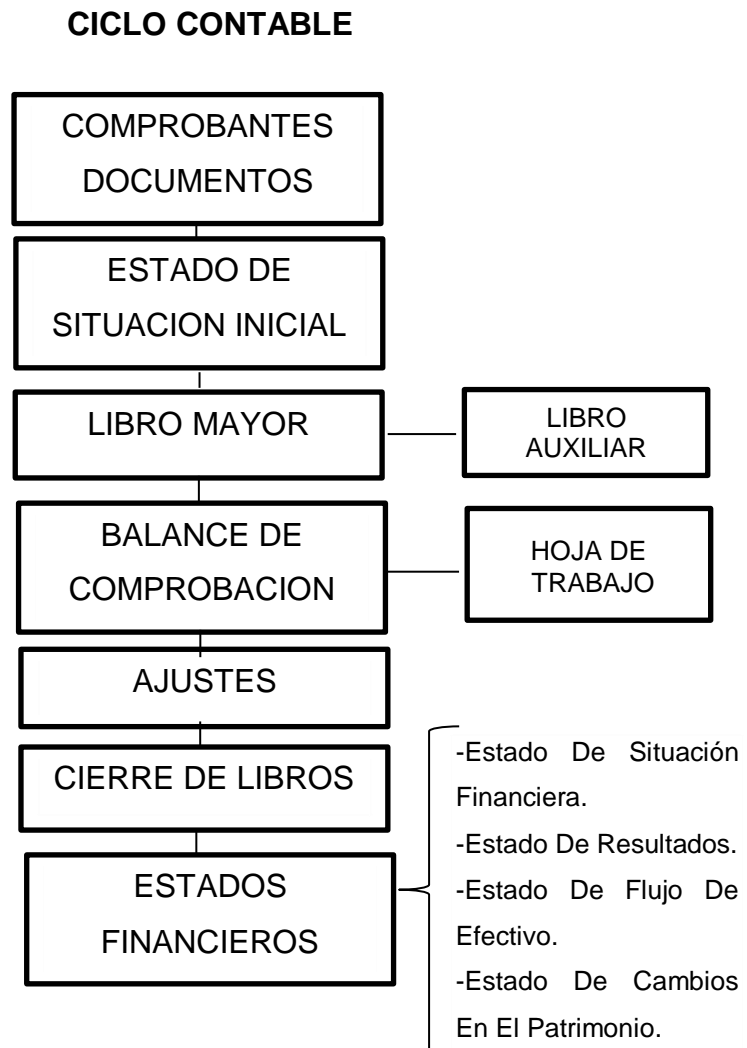 CICLO CONTABLE
COMPROBANTES
DOCUMENTOS
ESTADO DE
SITUACION INICIAL
LIBRO MAYOR
LIBRO
AUXILIAR
BALANCE DE
COMPROBACION
HOJA DE
TRABAJO
AJUSTES
CIERRE DE LIBROS
ESTADOS
FINANCIEROS
-Estado De Situación
Financiera.
-Estado De Resultados.
-Estado De Flujo De
Efectivo.
-Estado De Cambios
En El Patrimonio.